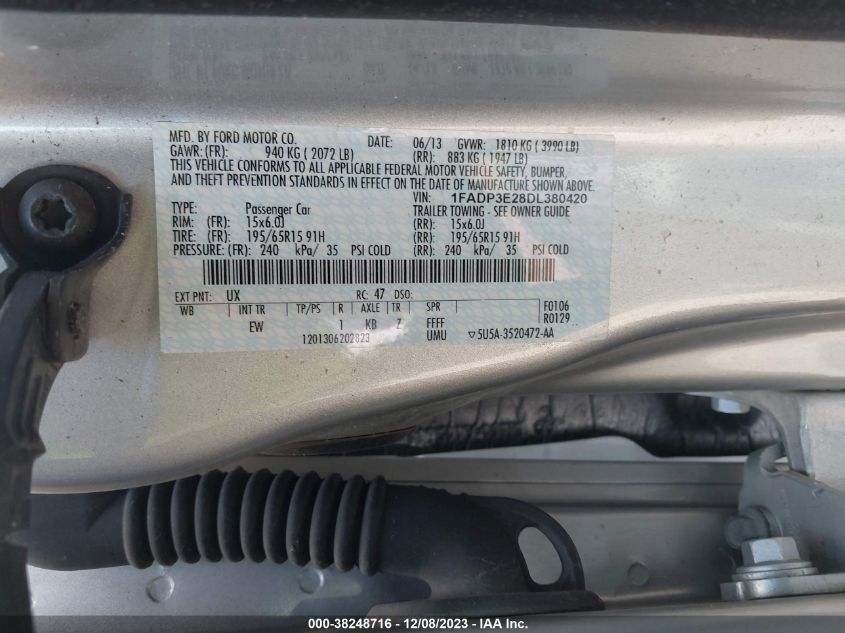 MFD. BY FORD MOTOR CO. DATE: 06/13 GVWR: 1810 KG ( 3990 LB)
GAWR: (FR): 940 KG ( 2072 LB) (RR): 883 KG ( 1947 LB)
THIS VEHICLE CONFORMS TO ALL APPLICABLE FEDERAL MOTOR VEHICLE SAFETY, BUMPER,
AND THEFT PREVENTION STANDARDS IN EFFECT ON THE DATE OF MANUFACTURE SHOWN ABOVE.
VIN: 1FADP3E28DL380420
TYPE: Passenger Car TRAILER TOWING - SEE OWNER GUIDE
RIM: (FR): 15x6.0J (RR): 15x6.0J
TIRE: (FR): 195/65R15 91H (RR): 195/65R15 91H
PRESSURE: (FR): 240 kPa/ 35 PSI COLD (RR): 240 kPa/ 35 PSI COLD
EXT PNT: UX RC: 47 DSO:
WB INT TR TP/PS R AXLE TR SPR F0106
R0129
EW 1 KB Z FFFF
1201306202823 UMU 5U5A-3520472-AA
000-38248716 - 12/08/2023 - IAA Inc.